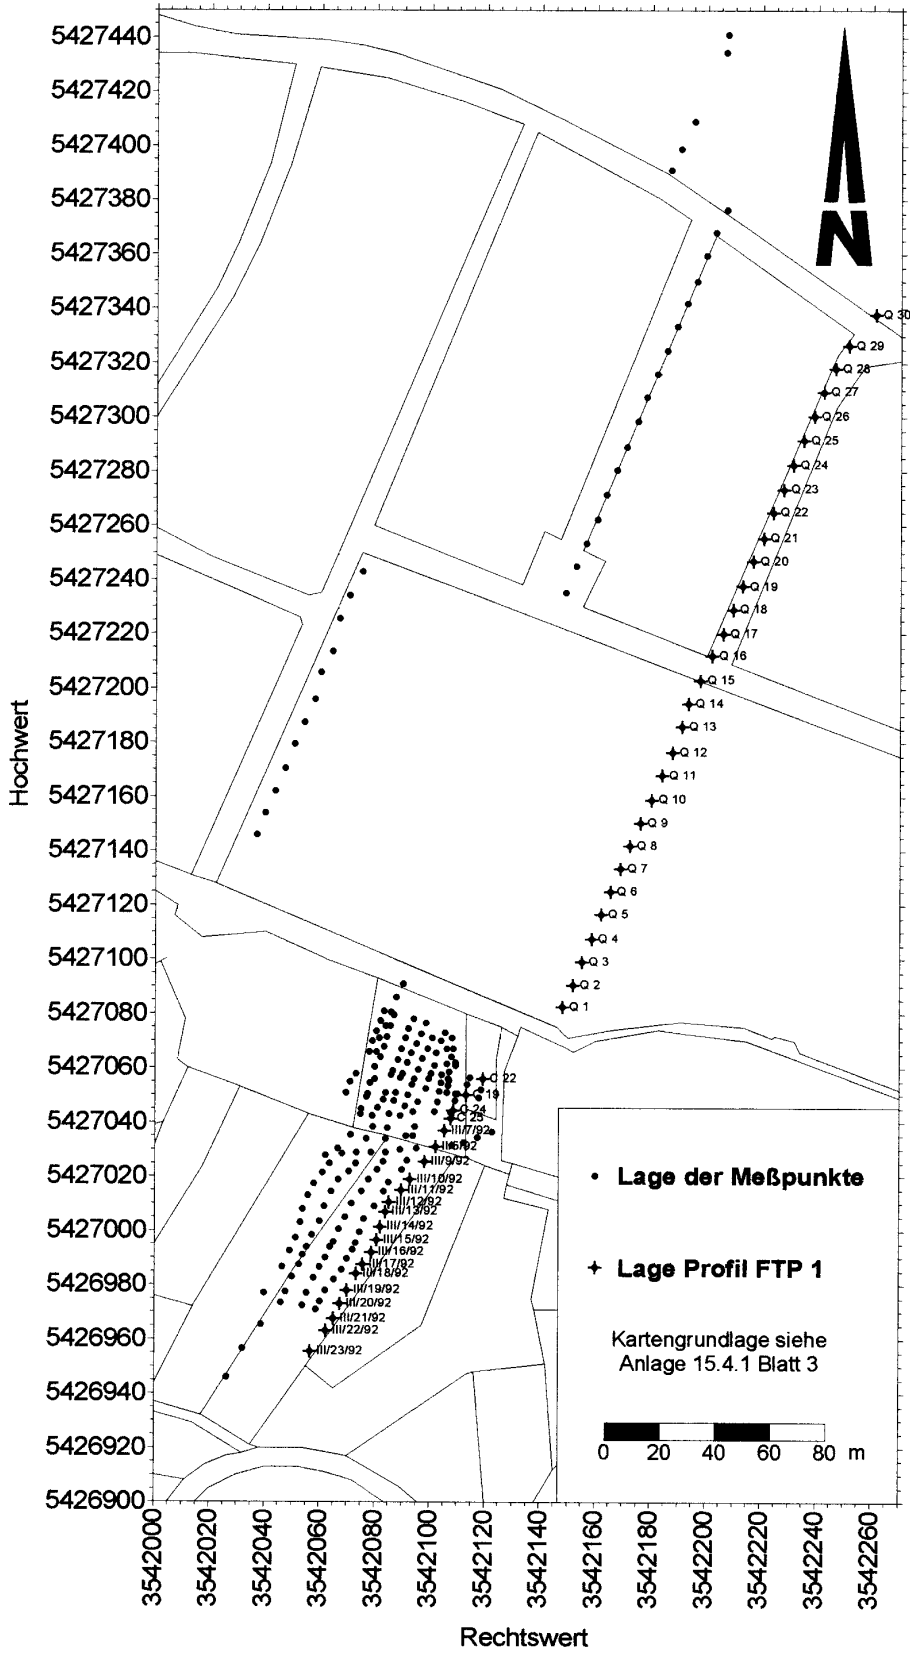 5427440
5427420
5427400
5427380
5427360
5427340
5427320
5427300
5427280
5427260
5427240
5427220
5427200
5427180
5427160
5427140
5427120
5427100
5427080
5427060
5427040
5427020
5427000
5426980
5426960
5426940
5426920
5426900
Hochwert
N
Q 30
Q 29
Q 28
Q 27
Q 26
Q 25
Q 24
Q 23
Q 22
Q 21
Q 20
Q 19
Q 18
Q 17
Q 16
Q 15
Q 14
Q 13
Q 12
Q 11
Q 10
Q 9
Q 8
Q 7
Q 6
Q 5
Q 4
Q 3
Q 2
Q 1
C 22
C 19
C 24
C 25
III/7/92
III/9/92
III/10/92
III/11/92
III/12/92
III/13/92
III/14/92
III/15/92
III/16/92
III/17/92
III/18/92
III/19/92
III/20/92
III/21/92
III/22/92
III/23/92
Lage der Meßpunkte
Lage Profil FTP 1
Kartengrundlage siehe
Anlage 15.4.1 Blatt 3
0 20 40 60 80 m
3542000
3542020
3542040
3542060
3542080
3542100
3542120
3542140
3542160
3542180
3542200
3542220
3542240
3542260
Rechtswert